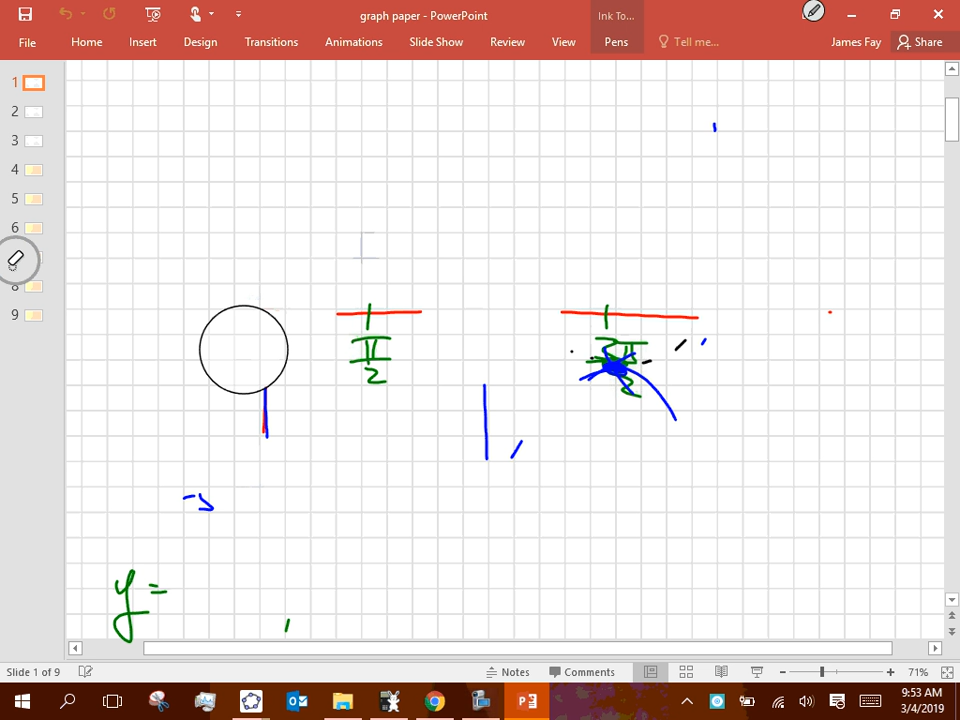 graph paper - PowerPoint
Ink To...
File Home Insert Design Transitions Animations Slide Show Review View Pens Tell me... James Fay Share
1
2
3
4
5
6
8
9
π
2
π
2
y =
Slide 1 of 9 Notes Comments 71%
9:53 AM
3/4/2019